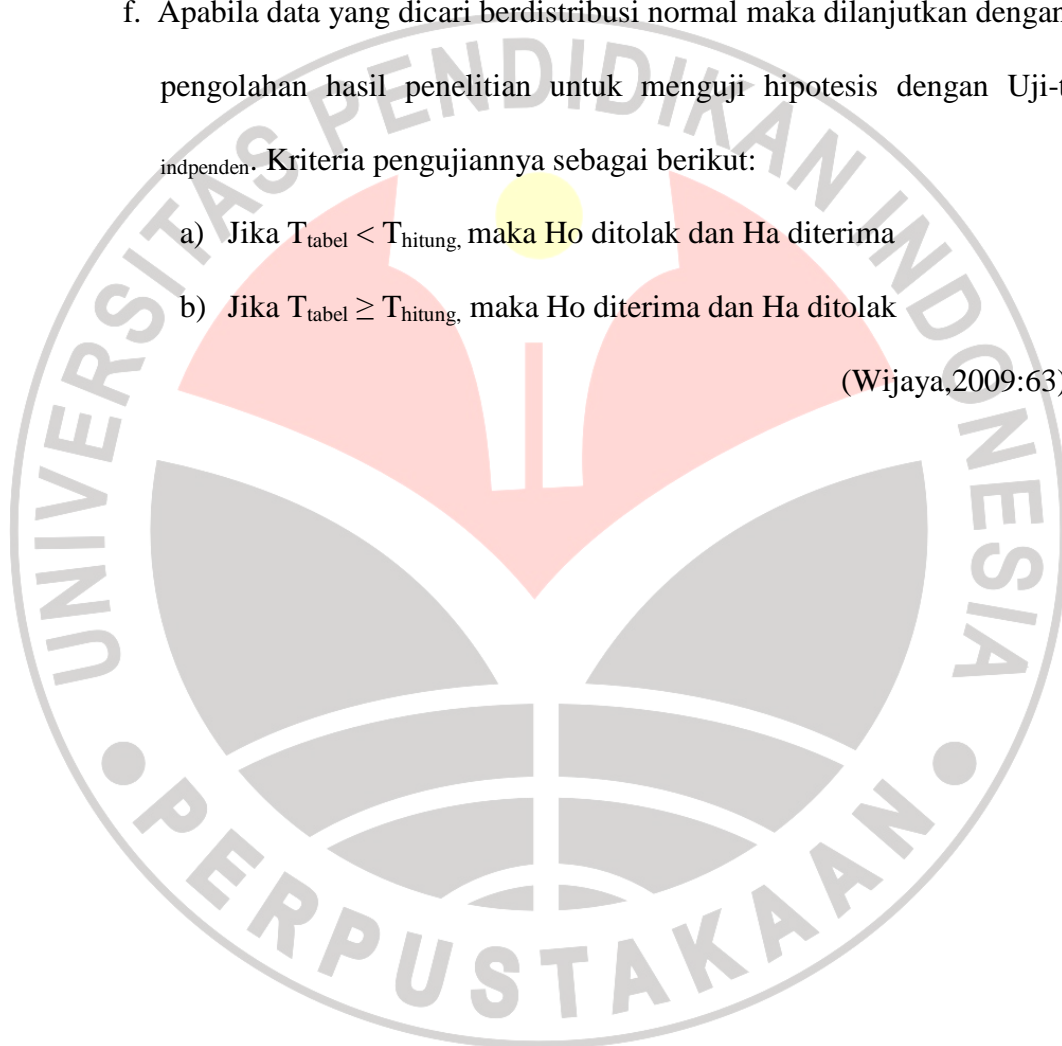 f. Apabila data yang dicari berdistribusi normal maka dilanjutkan dengan
pengolahan hasil penelitian untuk menguji hipotesis dengan Uji-t
indpenden. Kriteria pengujiannya sebagai berikut:
a) Jika Ttabel < Thitung, maka Ho ditolak dan Ha diterima
b) Jika Ttabel ≥ Thitung, maka Ho diterima dan Ha ditolak
(Wijaya,2009:63)
UNIVERSITAS PENDIDIKAN INDONESIA
PERPUSTAKAAN